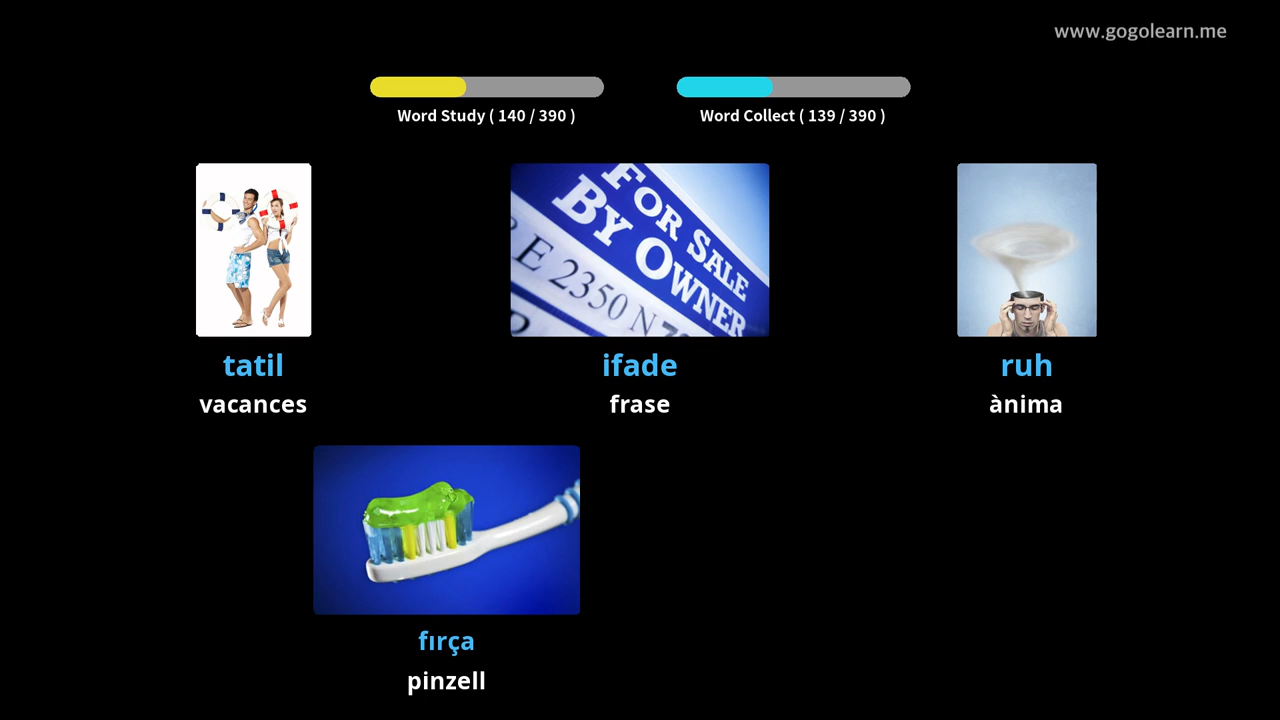 www.gogolearn.me
Word Study ( 140 / 390 )
Word Collect ( 139 / 390 )
FOR SALE
BY OWNER
E 2350 N
tatil
ifade
ruh
vacances
frase
ànima
fırça
pinzell